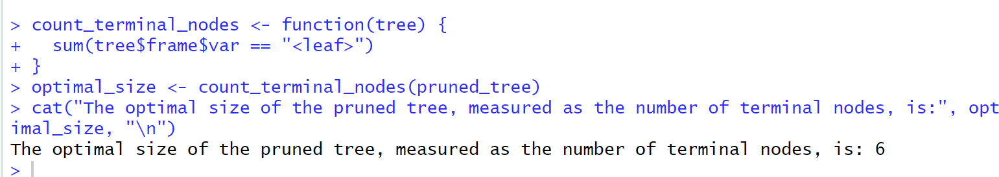 > count_terminal_nodes <- function(tree) {
+   sum(tree$frame$var == "<leaf>")
+ }
> optimal_size <- count_terminal_nodes(pruned_tree)
> cat("The optimal size of the pruned tree, measured as the number of terminal nodes, is:", opt
imal_size, "\n")
The optimal size of the pruned tree, measured as the number of terminal nodes, is: 6
>